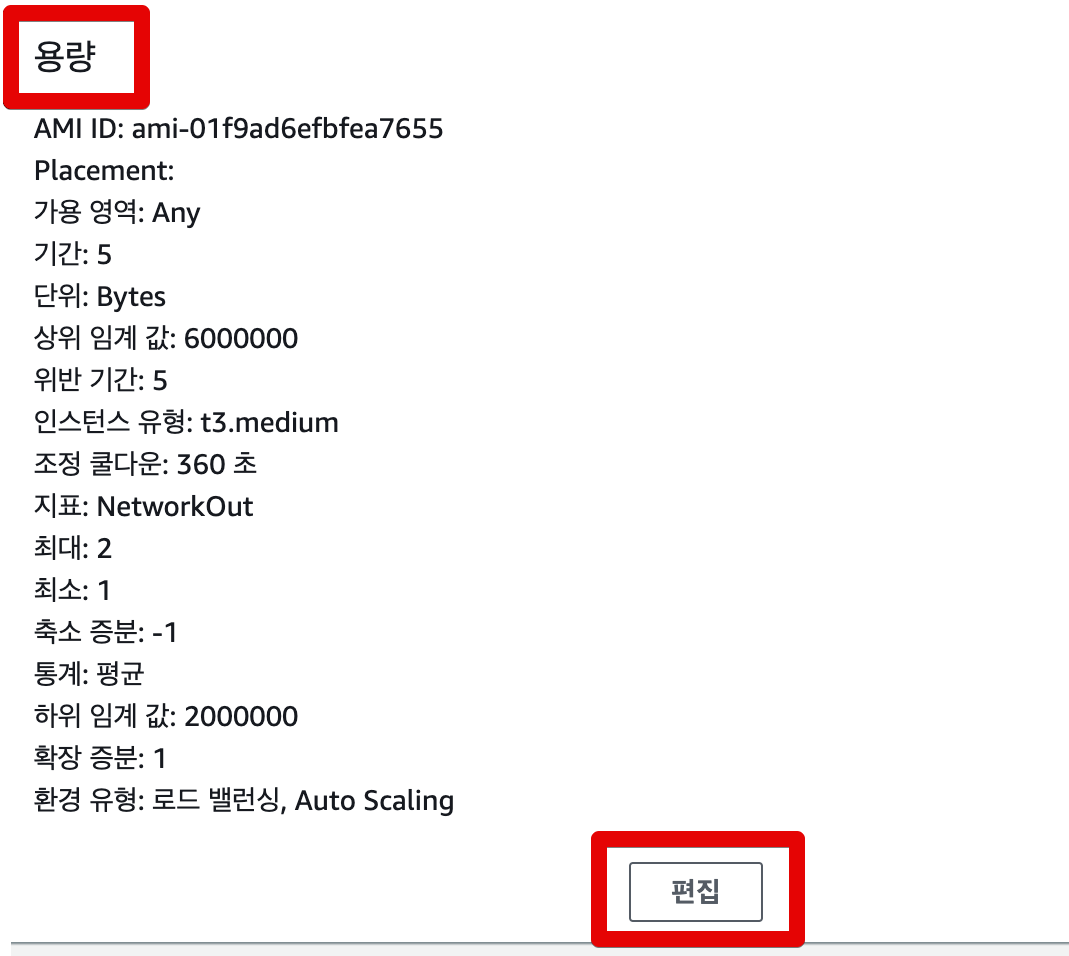 용량
AMI ID: ami-01f9ad6efbfea7655
Placement:
가용 영역: Any
기간: 5
단위: Bytes
상위 임계 값: 6000000
위반 기간: 5
인스턴스 유형: t3.medium
조정 쿨다운: 360 초
지표: NetworkOut
최대: 2
최소: 1
축소 증분: -1
통계: 평균
하위 임계 값: 2000000
확장 증분: 1
환경 유형: 로드 밸런싱, Auto Scaling
편집